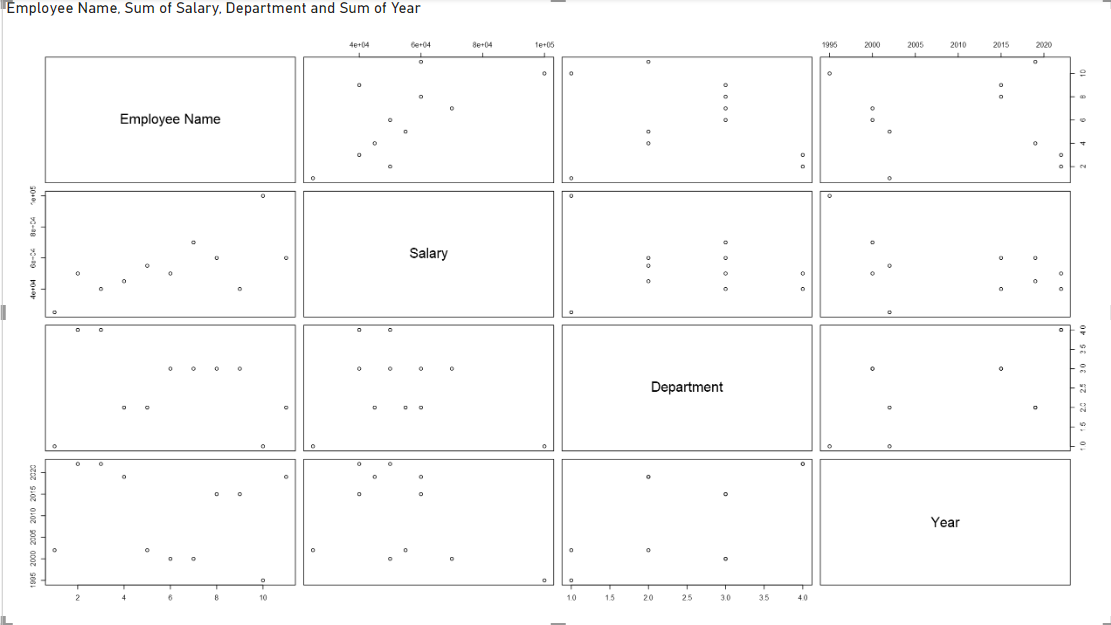 Employee Name, Sum of Salary, Department and Sum of Year
4e+04 6e+04 8e+04 1e+05
1995 2000 2005 2010 2015 2020
Employee Name
2 4 6 8 10
4e+04 6e+04 8e+04 1e+05
Salary
Department
1.0 1.5 2.0 2.5 3.0 3.5 4.0
1995 2000 2005 2010 2015 2020
Year
2 4 6 8 10
1.0 1.5 2.0 2.5 3.0 3.5 4.0